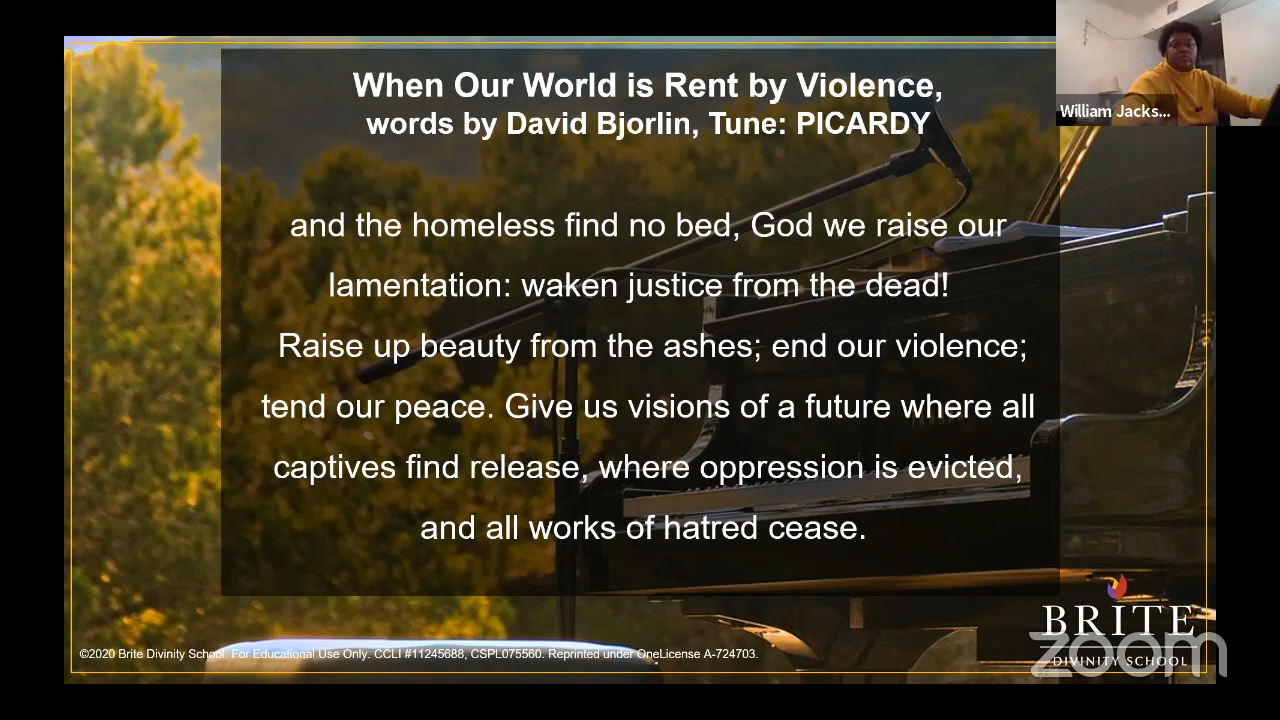 When Our World is Rent by Violence,
words by David Bjorlin, Tune: PICARDY
and the homeless find no bed, God we raise our
lamentation: waken justice from the dead!
Raise up beauty from the ashes; end our violence;
tend our peace. Give us visions of a future where all
captives find release, where oppression is evicted,
and all works of hatred cease.
William Jacks...
©2020 Brite Divinity School. For Educational Use Only. CCLI #11245688, CSPL075560. Reprinted under OneLicense A-724703.
BRITE
DIVINITY SCHOOL
zoom